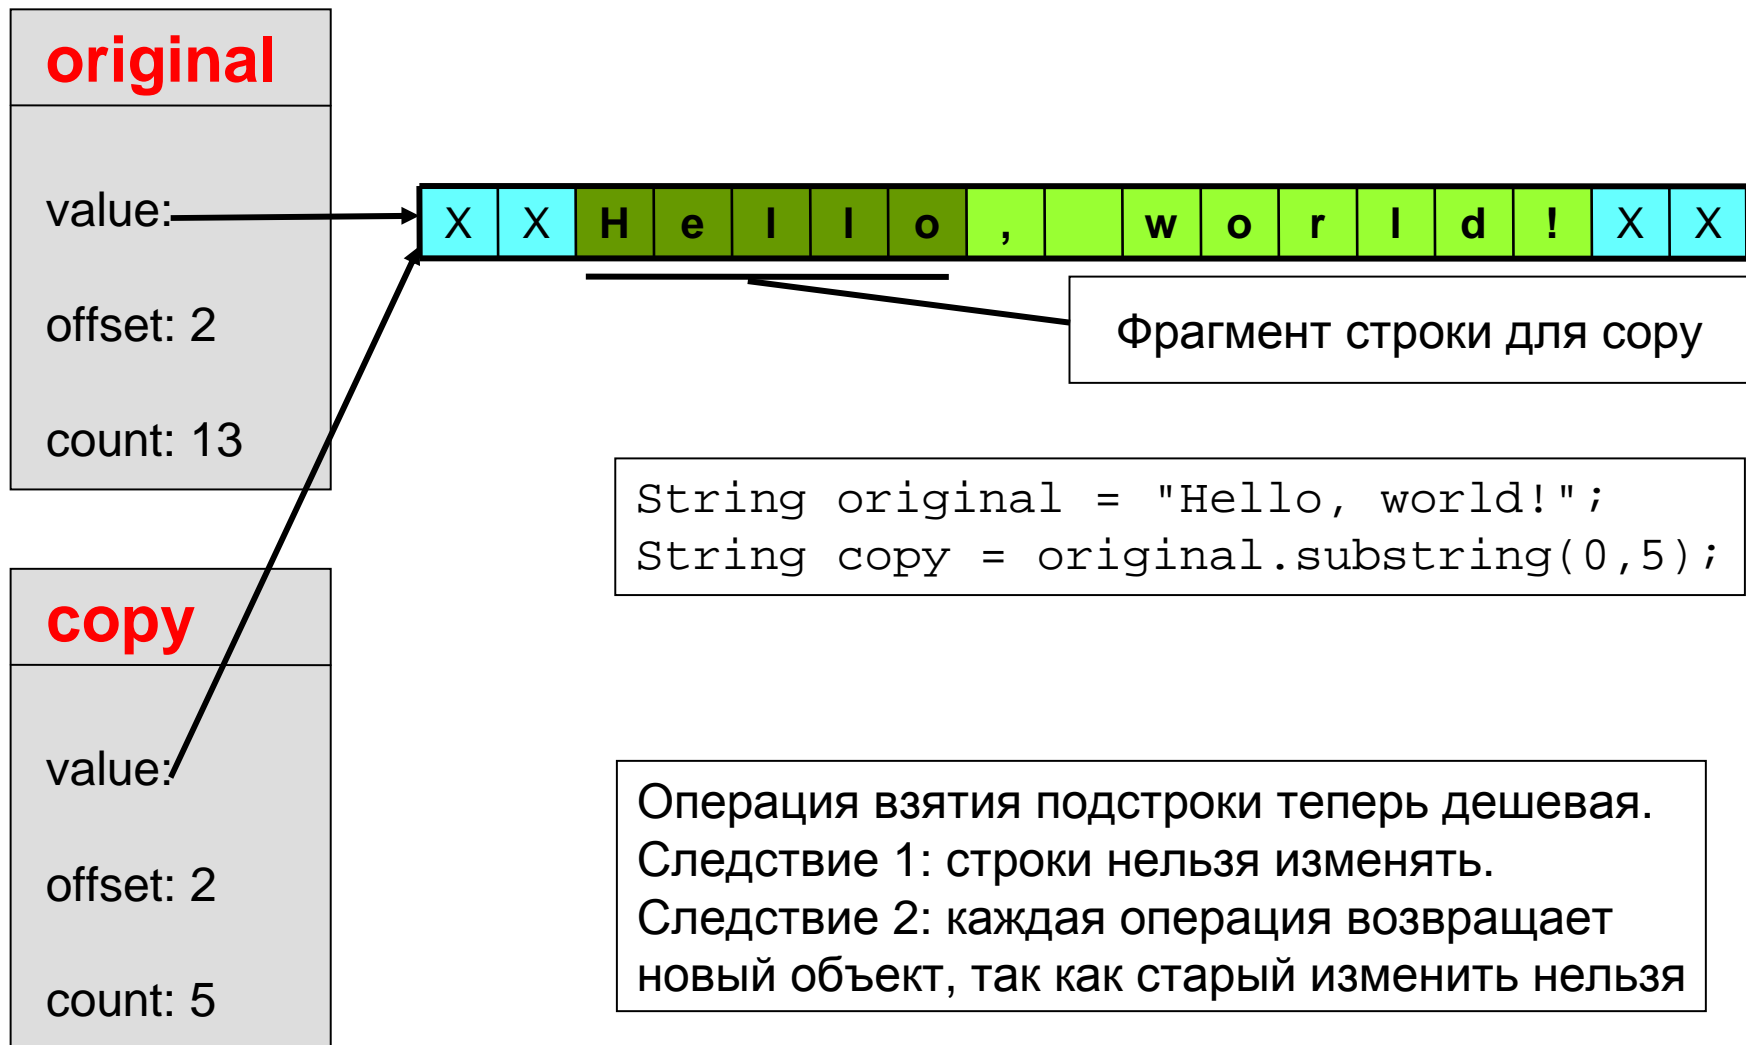 original
value:
offset: 2
count: 13
X X H e l l o , w o r l d ! X X
Фрагмент строки для copy
String original = "Hello, world!";
String copy = original.substring(0,5);
copy
value:
offset: 2
count: 5
Операция взятия подстроки теперь дешевая.
Следствие 1: строки нельзя изменять.
Следствие 2: каждая операция возвращает
новый объект, так как старый изменить нельзя